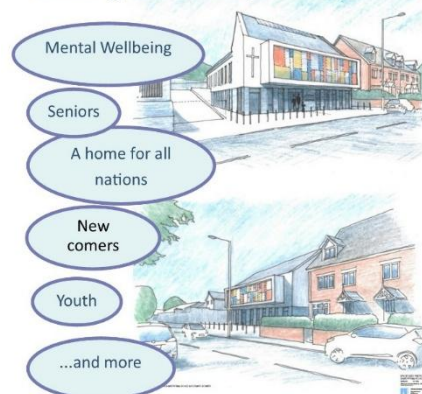 Mental Wellbeing
Seniors
A home for all
nations
New
comers
Youth
...and more